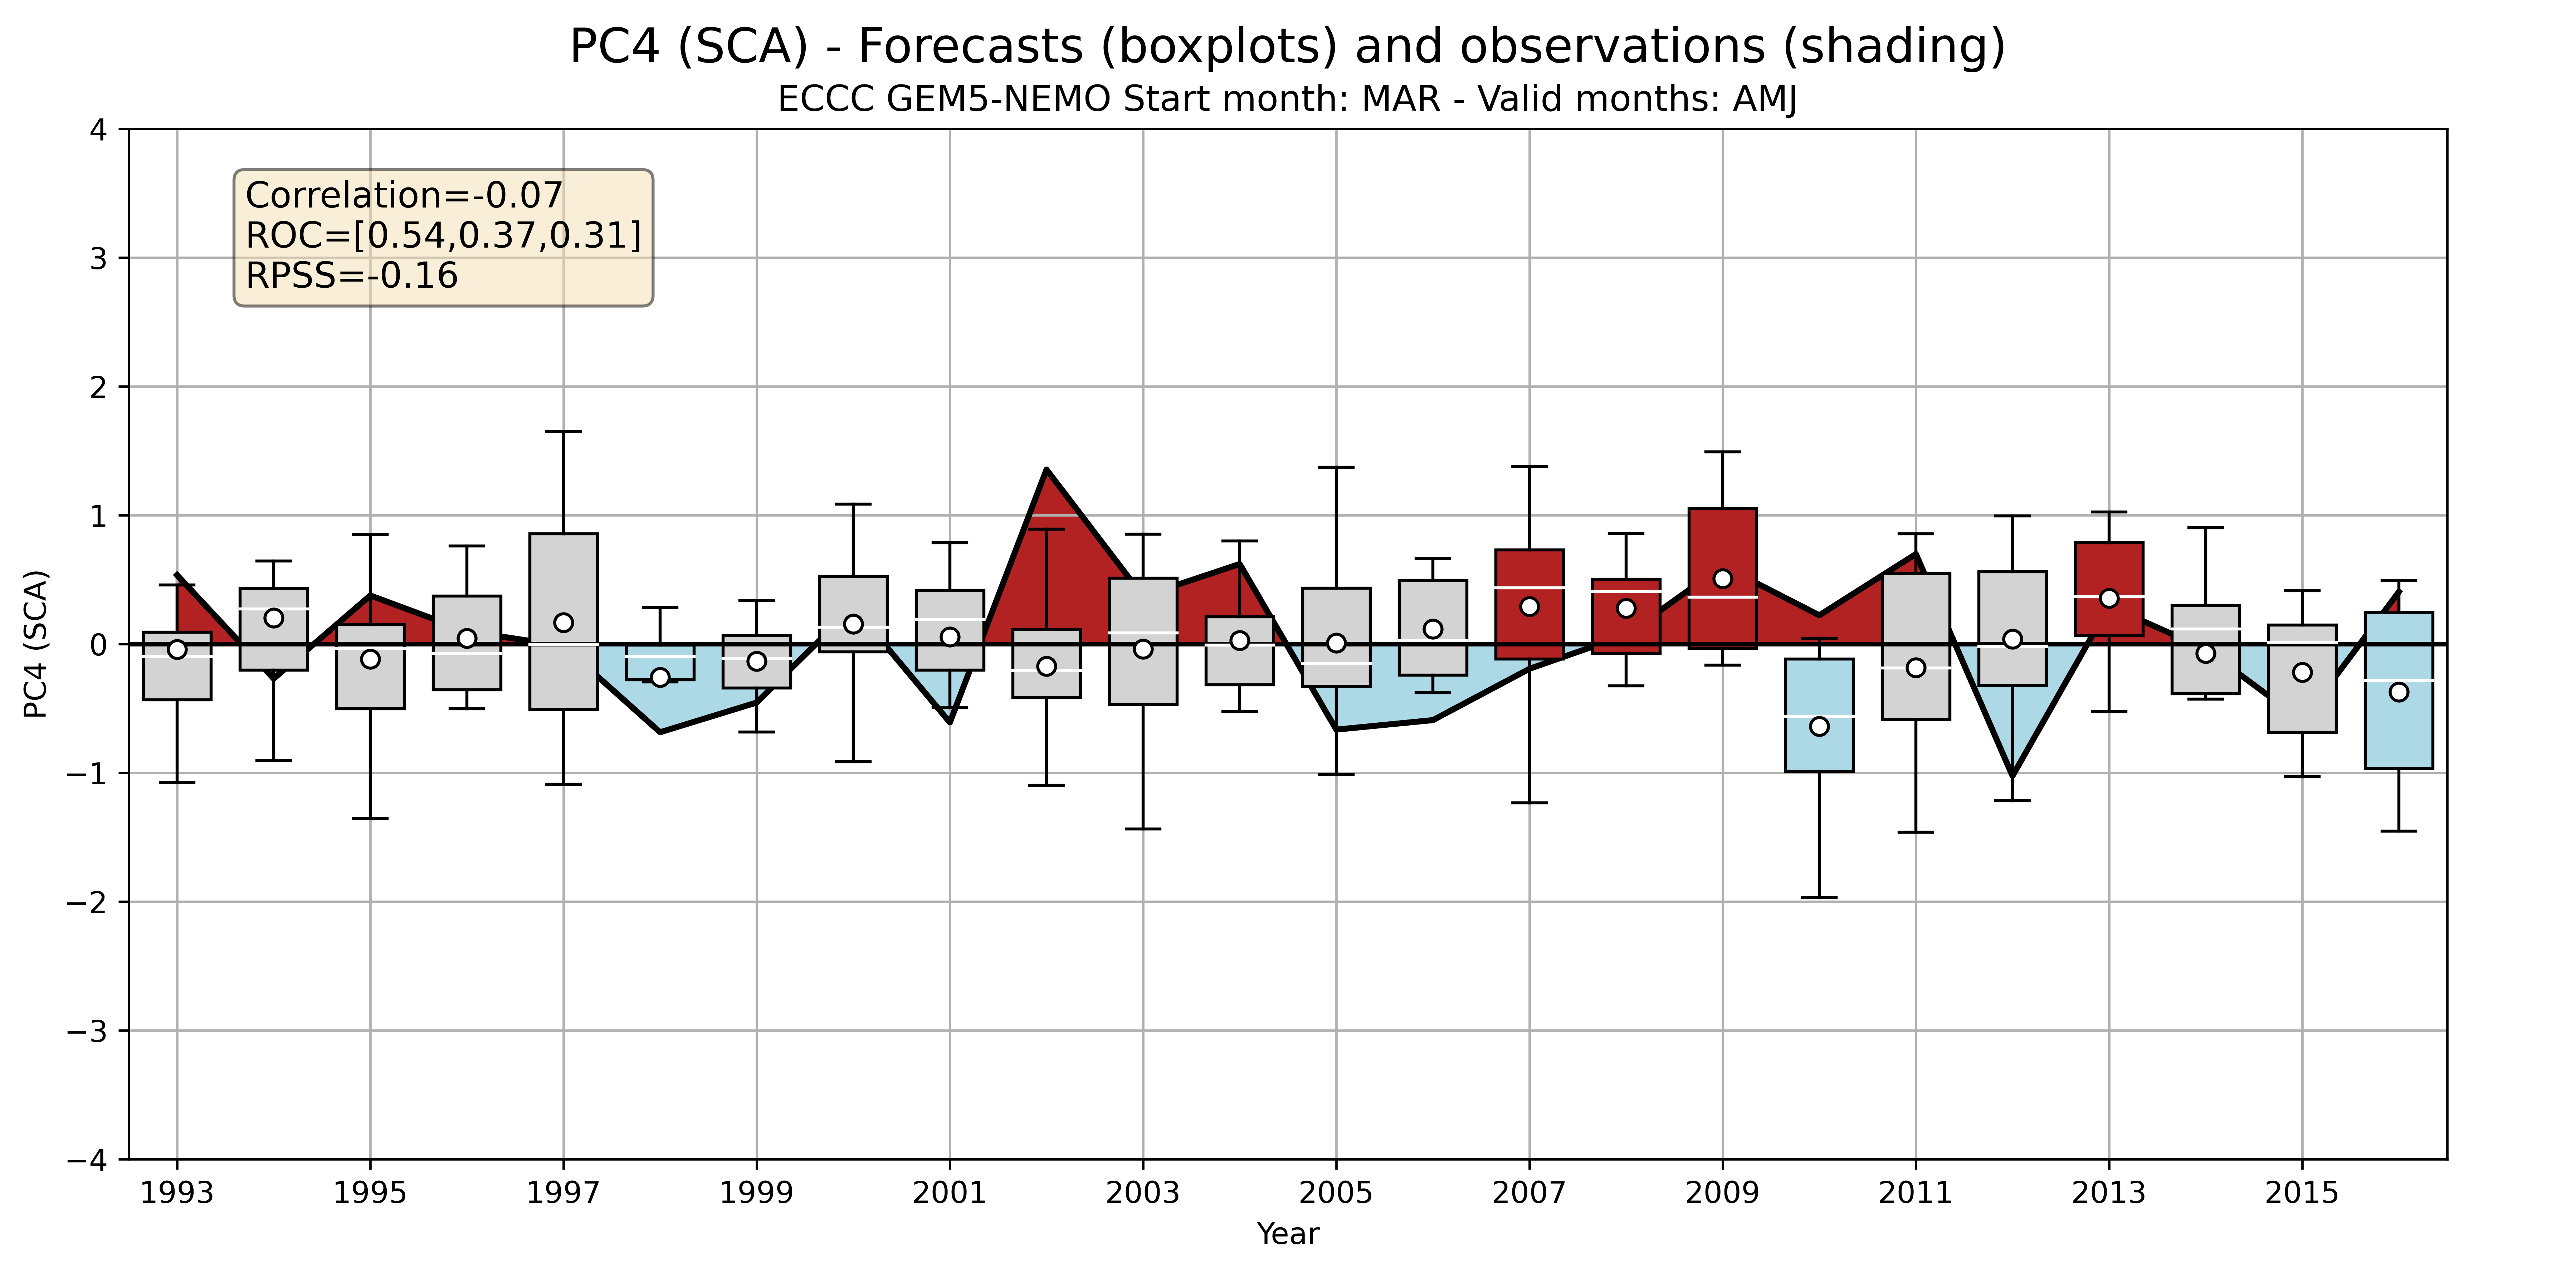 PC4 (SCA) - Forecasts (boxplots) and observations (shading)
ECCC GEM5-NEMO Start month: MAR - Valid months: AMJ
Correlation=-0.07
ROC=[0.54,0.37,0.31]
RPSS=-0.16
PC4 (SCA)
4
3
2
1
0
−1
−2
−3
−4
1993 1995 1997 1999 2001 2003 2005 2007 2009 2011 2013 2015
Year